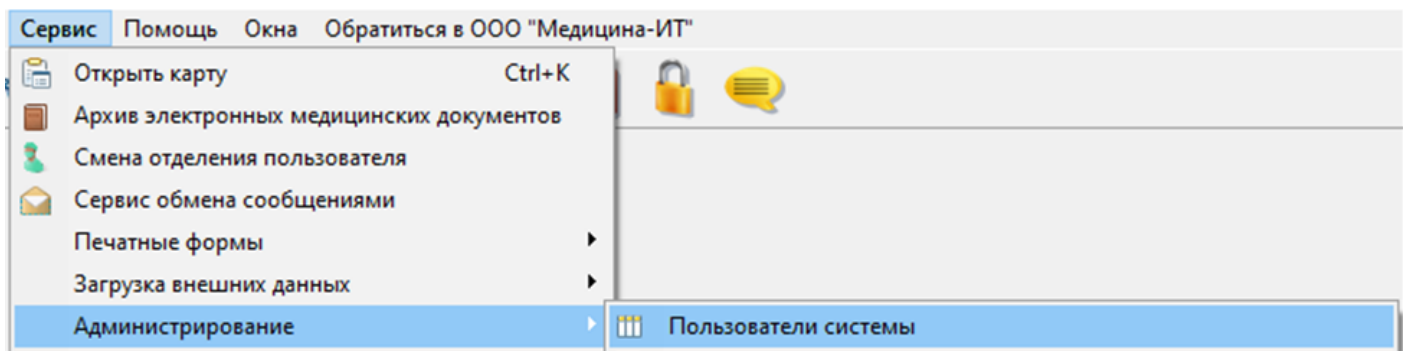 Сервис Помощь Окна Обратиться в ООО "Медицина-ИТ"
Открыть карту Ctrl+K
Архив электронных медицинских документов
Смена отделения пользователя
Сервис обмена сообщениями
Печатные формы
Загрузка внешних данных
Администрирование Пользователи системы